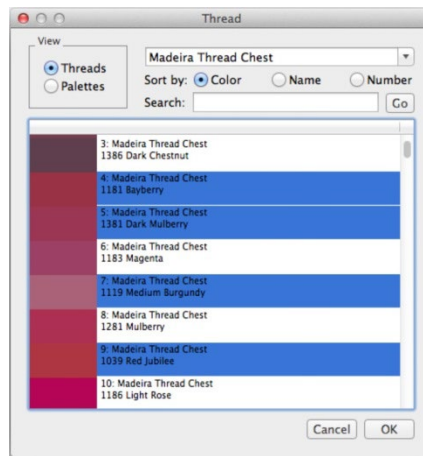 Thread
View
Threads
Palettes
Madeira Thread Chest
Sort by: Color Name Number
Search: Go
3: Madeira Thread Chest
1386 Dark Chestnut
4: Madeira Thread Chest
1181 Bayberry
5: Madeira Thread Chest
1381 Dark Mulberry
6: Madeira Thread Chest
1183 Magenta
7: Madeira Thread Chest
1119 Medium Burgundy
8: Madeira Thread Chest
1281 Mulberry
9: Madeira Thread Chest
1039 Red Jubilee
10: Madeira Thread Chest
1186 Light Rose
Cancel OK